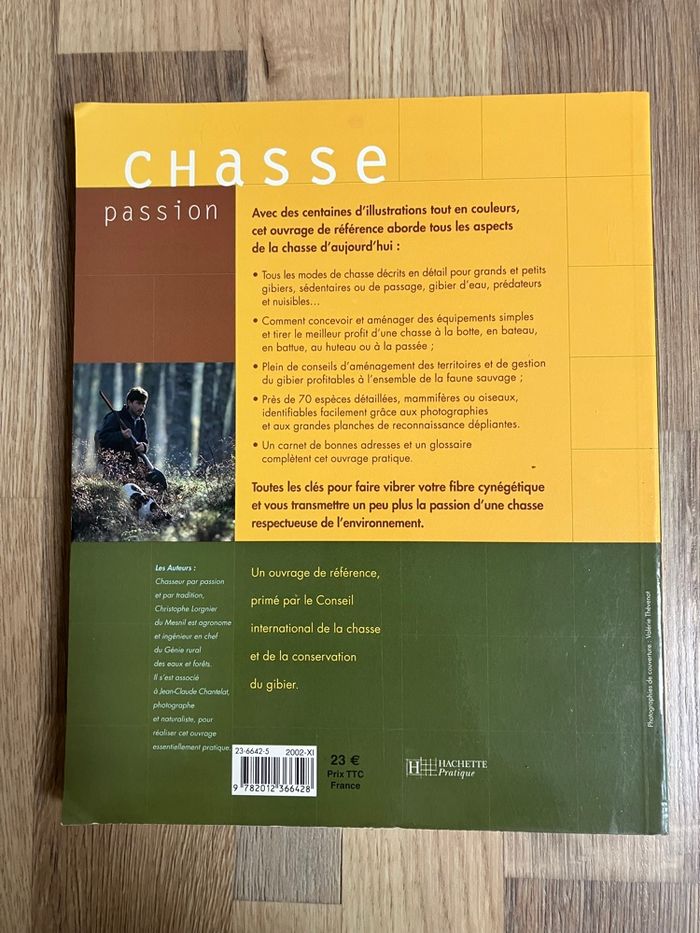 CHasse
passion
Avec des centaines d'illustrations tout en couleurs,
cet ouvrage de référence aborde tous les aspects
de la chasse d'aujourd'hui :
• Tous les modes de chasse décrits en détail pour grands et petits
gibiers, sédentaires ou de passage, gibier d'eau, prédateurs
et nuisibles...
• Comment concevoir et aménager des équipements simples
et tirer le meilleur profit d'une chasse à la botte, en bateau,
en battue, au huteau ou à la passée ;
• Plein de conseils d'aménagement des territoires et de gestion
du gibier profitables à l'ensemble de la faune sauvage ;
• Près de 70 espèces détaillées, mammifères ou oiseaux,
identifiables facilement grâce aux photographies
et aux grandes planches de reconnaissance dépliantes.
• Un carnet de bonnes adresses et un glossaire
complètent cet ouvrage pratique.
Toutes les clés pour faire vibrer votre fibre cynégétique
et vous transmettre un peu plus la passion d'une chasse
respectueuse de l'environnement.
Les Auteurs :
Chasseur par passion
et par tradition,
Christophe Lorgnier
du Mesnil est agronome
et ingénieur en chef
du Génie rural
des eaux et forêts.
Il s'est associé
à Jean-Claude Chantelat,
photographe
et naturaliste, pour
réaliser cet ouvrage
essentiellement pratique.
Un ouvrage de référence,
primé par le Conseil
international de la chasse
et de la conservation
du gibier.
Photographies de couverture : Valérie Thévenot
23-6642-5 2002-XI
9 782012 366428
23 €
Prix TTC
France
H HACHETTE
Pratique